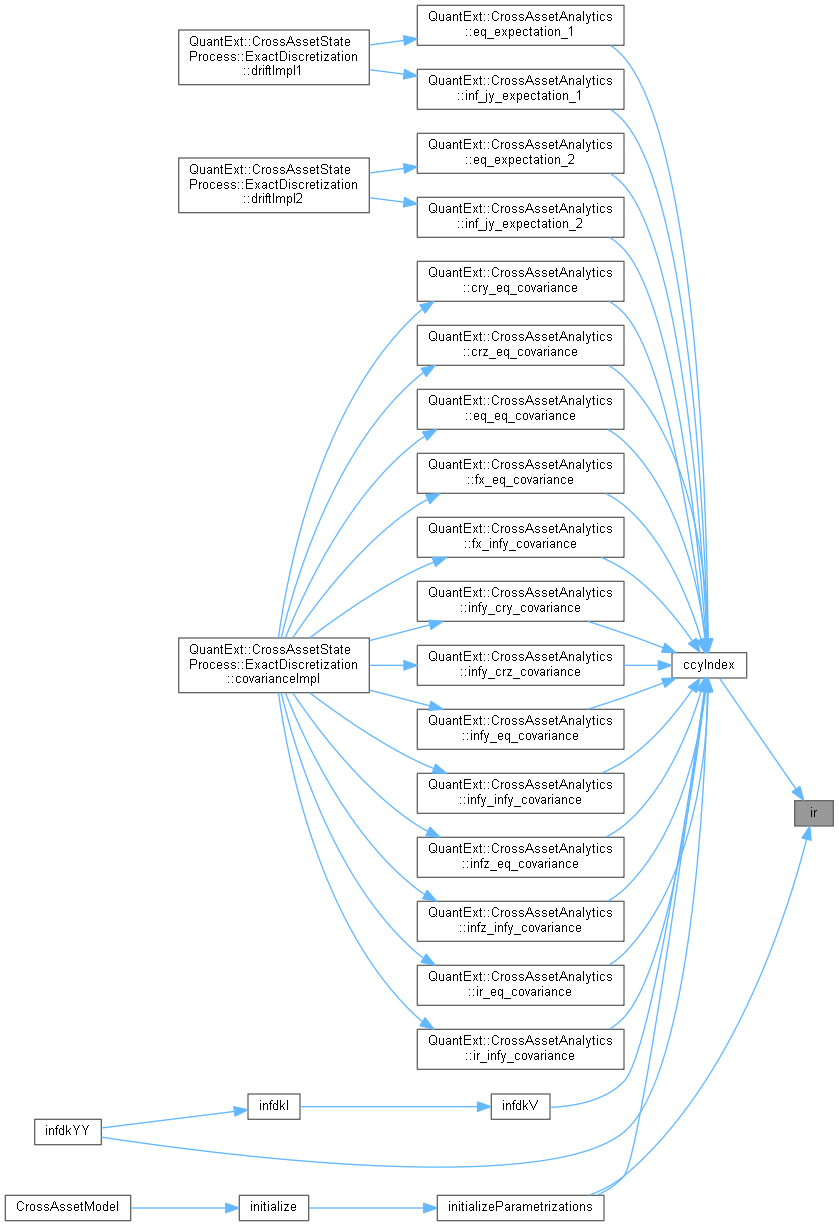 QuantExt::CrossAssetState
Process::ExactDiscretization
::driftImpl1
QuantExt::CrossAssetAnalytics
::eq_expectation_1
QuantExt::CrossAssetAnalytics
::inf_jy_expectation_1
QuantExt::CrossAssetState
Process::ExactDiscretization
::driftImpl2
QuantExt::CrossAssetAnalytics
::eq_expectation_2
QuantExt::CrossAssetAnalytics
::inf_jy_expectation_2
QuantExt::CrossAssetAnalytics
::cry_eq_covariance
QuantExt::CrossAssetAnalytics
::crz_eq_covariance
QuantExt::CrossAssetAnalytics
::eq_eq_covariance
QuantExt::CrossAssetAnalytics
::fx_eq_covariance
QuantExt::CrossAssetAnalytics
::fx_infy_covariance
QuantExt::CrossAssetAnalytics
::infy_cry_covariance
QuantExt::CrossAssetState
Process::ExactDiscretization
::covarianceImpl
QuantExt::CrossAssetAnalytics
::infy_crz_covariance
ccyIndex
QuantExt::CrossAssetAnalytics
::infy_eq_covariance
QuantExt::CrossAssetAnalytics
::infy_infy_covariance
ir
QuantExt::CrossAssetAnalytics
::infz_eq_covariance
QuantExt::CrossAssetAnalytics
::infz_infy_covariance
QuantExt::CrossAssetAnalytics
::ir_eq_covariance
QuantExt::CrossAssetAnalytics
::ir_infy_covariance
infdkYY
infdkI
infdkV
CrossAssetModel
initialize
initializeParametrizations